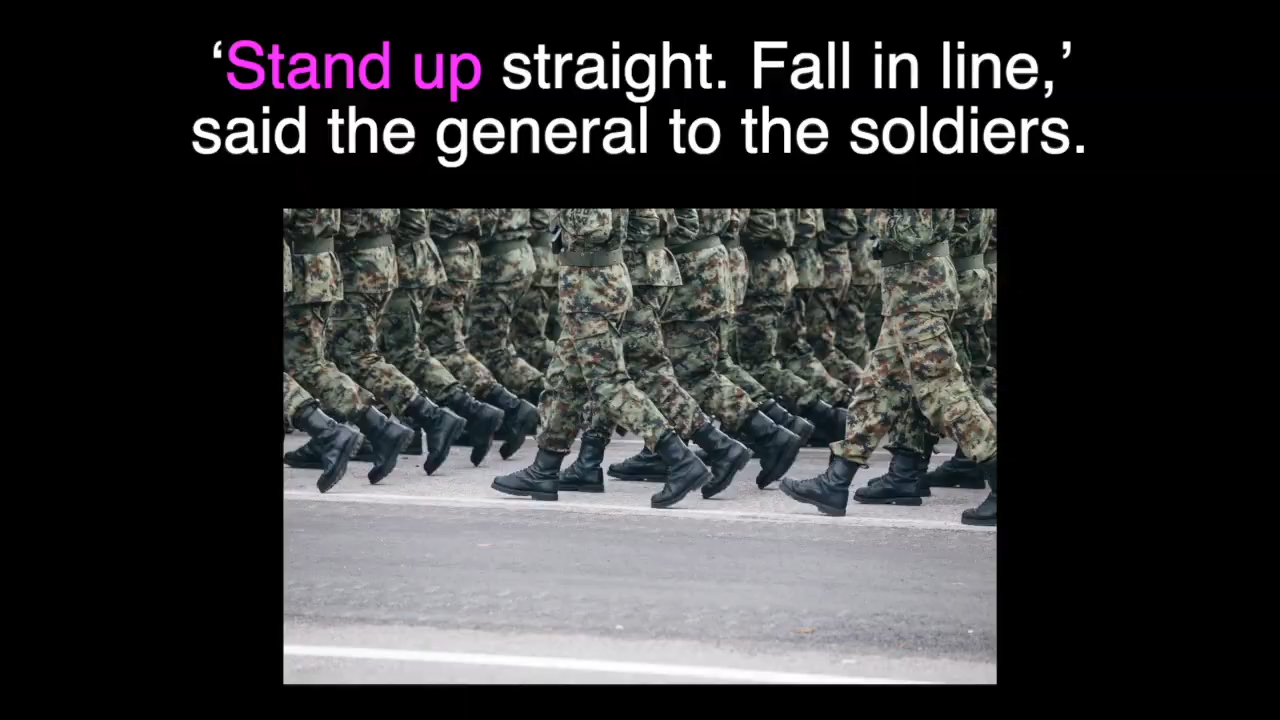 ‘Stand up straight. Fall in line,’
said the general to the soldiers.